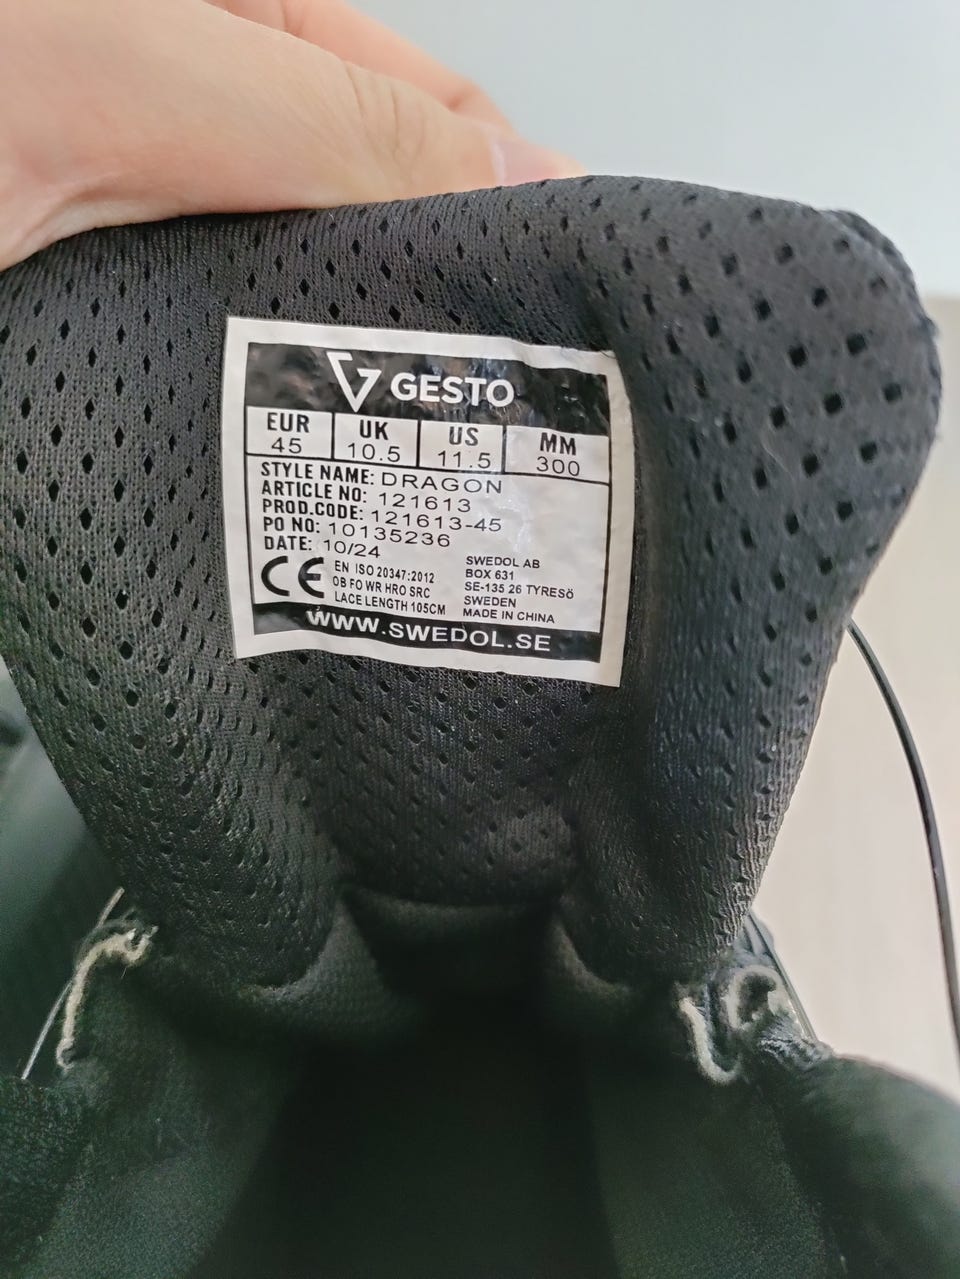 GESTO
EUR UK US MM
45 10.5 11.5 300
STYLE NAME: DRAGON
ARTICLE NO: 121613
PROD.CODE: 121613-45
PO NO: 10135236
DATE: 10/24
CE
EN ISO 20347:2012
OB FO WR HRO SRC
LACE LENGTH 105CM
SWEDOL AB
BOX 631
SE-135 26 TYRESÖ
SWEDEN
MADE IN CHINA
WWW.SWEDOL.SE